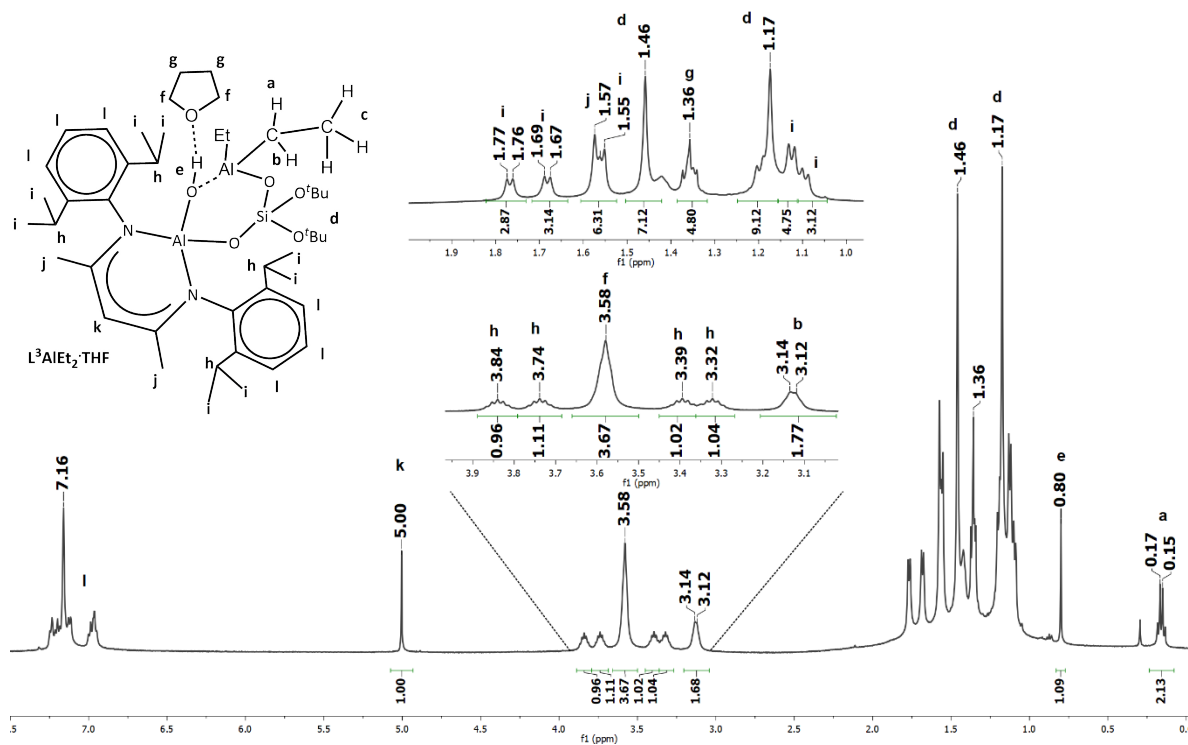 g g
f f
O
H
e
a
H
H
c
C
C
H
H
H
b
Et
Al
O
O
Si
OᵗBu
d
OᵗBu
O
Al
N
N
l l
l
l
i i
h
i
i
h
h
i
i
l
l
l
h
i
i
j
k
j
L³AlEt₂·THF
d d
i i j i g i i
1.77 1.76 1.69 1.67 1.57 1.55 1.46 1.36 1.17
2.87 3.14 6.31 7.12 4.80 9.12 4.75 3.12
1.9 1.8 1.7 1.6 1.5 1.4 1.3 1.2 1.1 1.0
f1 (ppm)
h h f h h b
3.84 3.74 3.58 3.39 3.32 3.14 3.12
0.96 1.11 3.67 1.02 1.04 1.77
3.9 3.8 3.7 3.6 3.5 3.4 3.3 3.2 3.1
f1 (ppm)
l k d d e a
7.16 5.00 3.58 3.14 3.12 1.46 1.36 1.17 0.80 0.17 0.15
1.00 0.96 1.11 3.67 1.02 1.04 1.68 1.09 2.13
.5 7.0 6.5 6.0 5.5 5.0 4.5 4.0 3.5 3.0 2.5 2.0 1.5 1.0 0.5 0.
f1 (ppm)